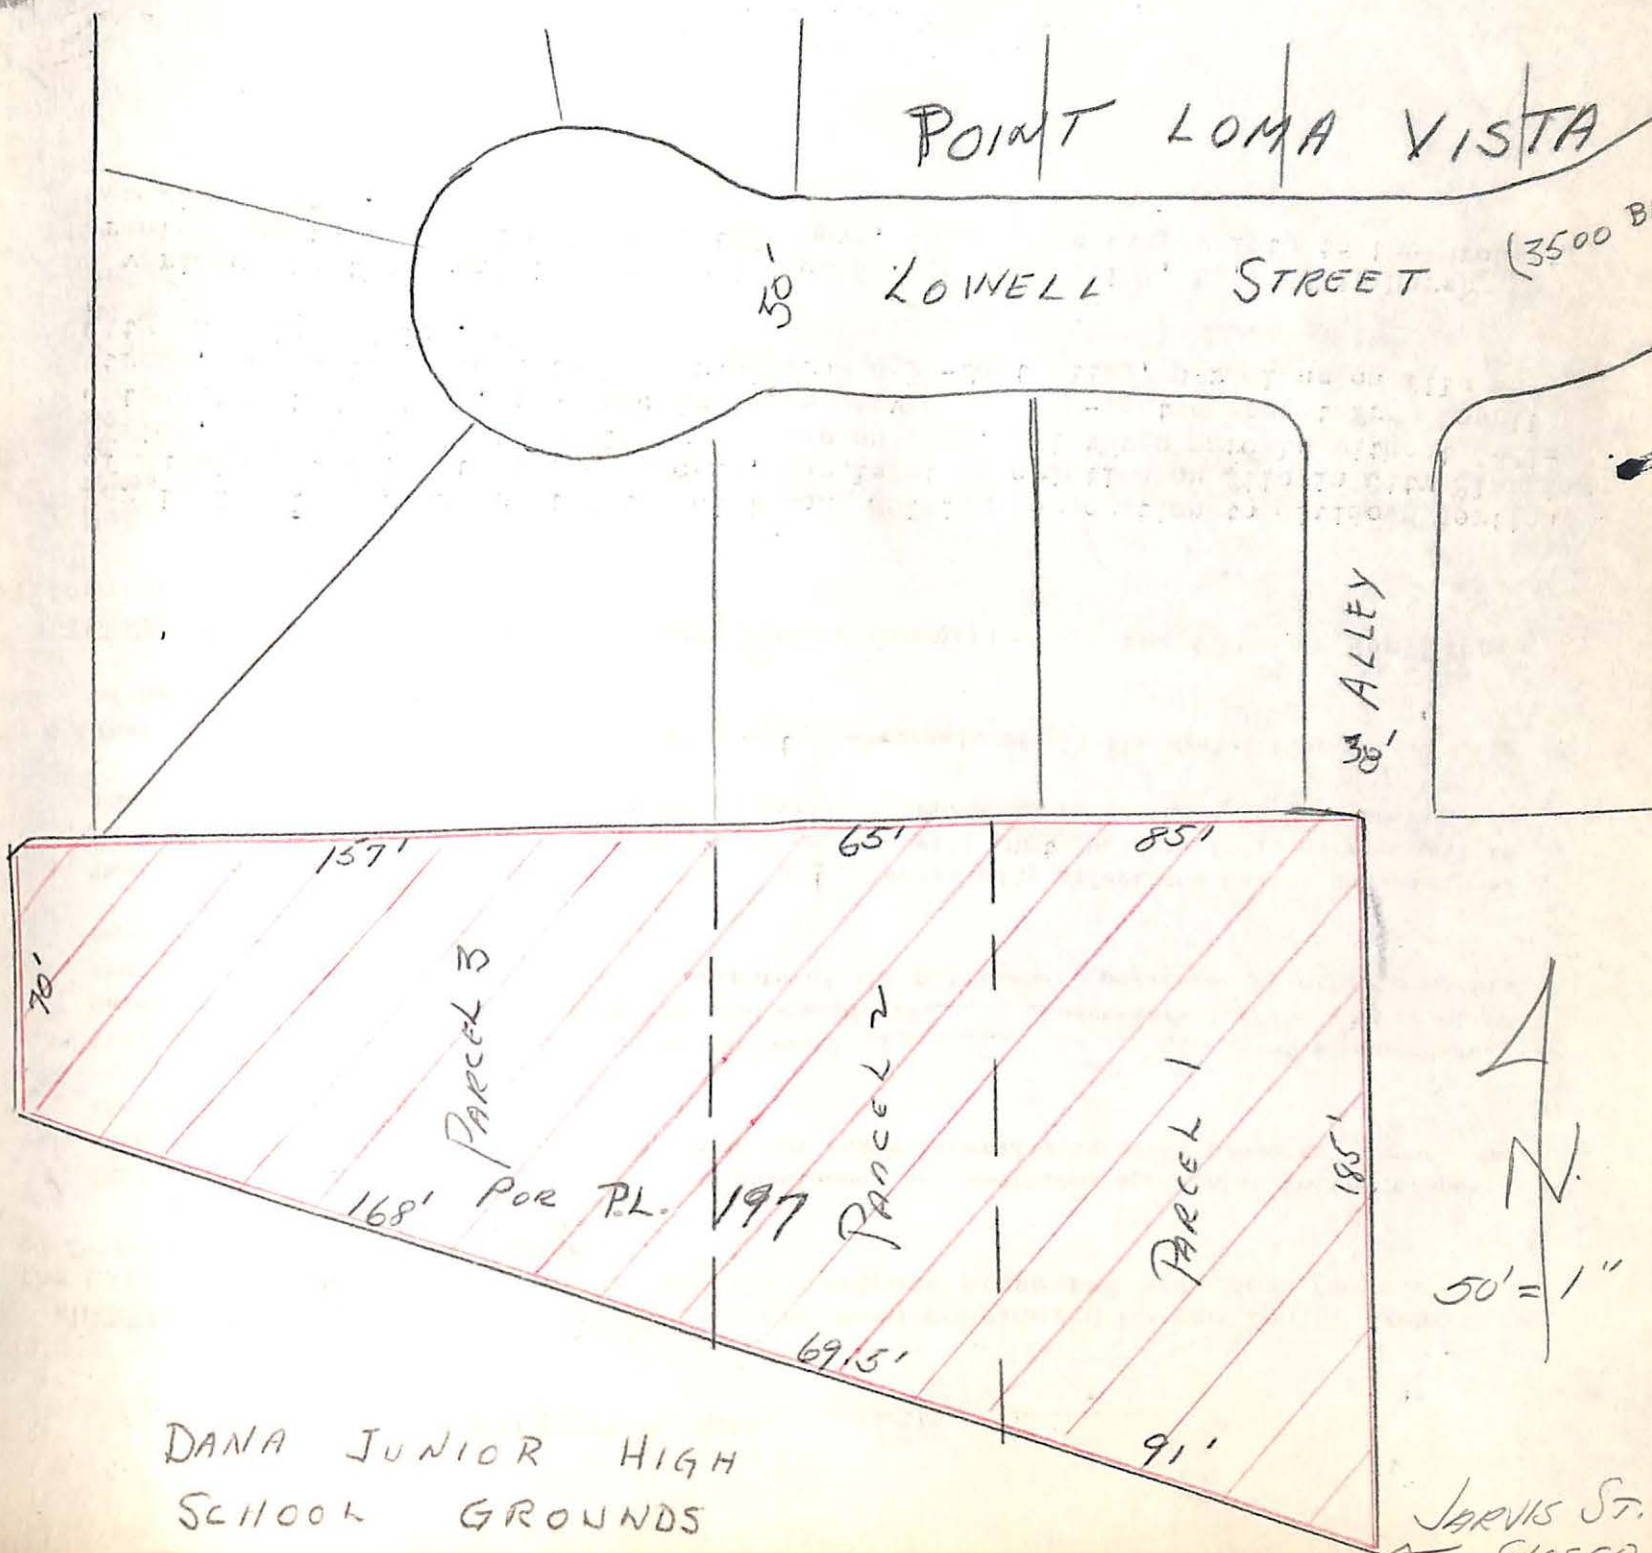 POINT LOMA VISTA
50' LOWELL STREET (3500 B
30' ALLEY
157' 65' 85'
70'
PARCEL 3
PARCEL 2
PARCEL 1
185'
168' POR P.L. 197
69.5'
91'
N.
50' = 1"
DANA JUNIOR HIGH
SCHOOL GROUNDS
JARVIS ST.